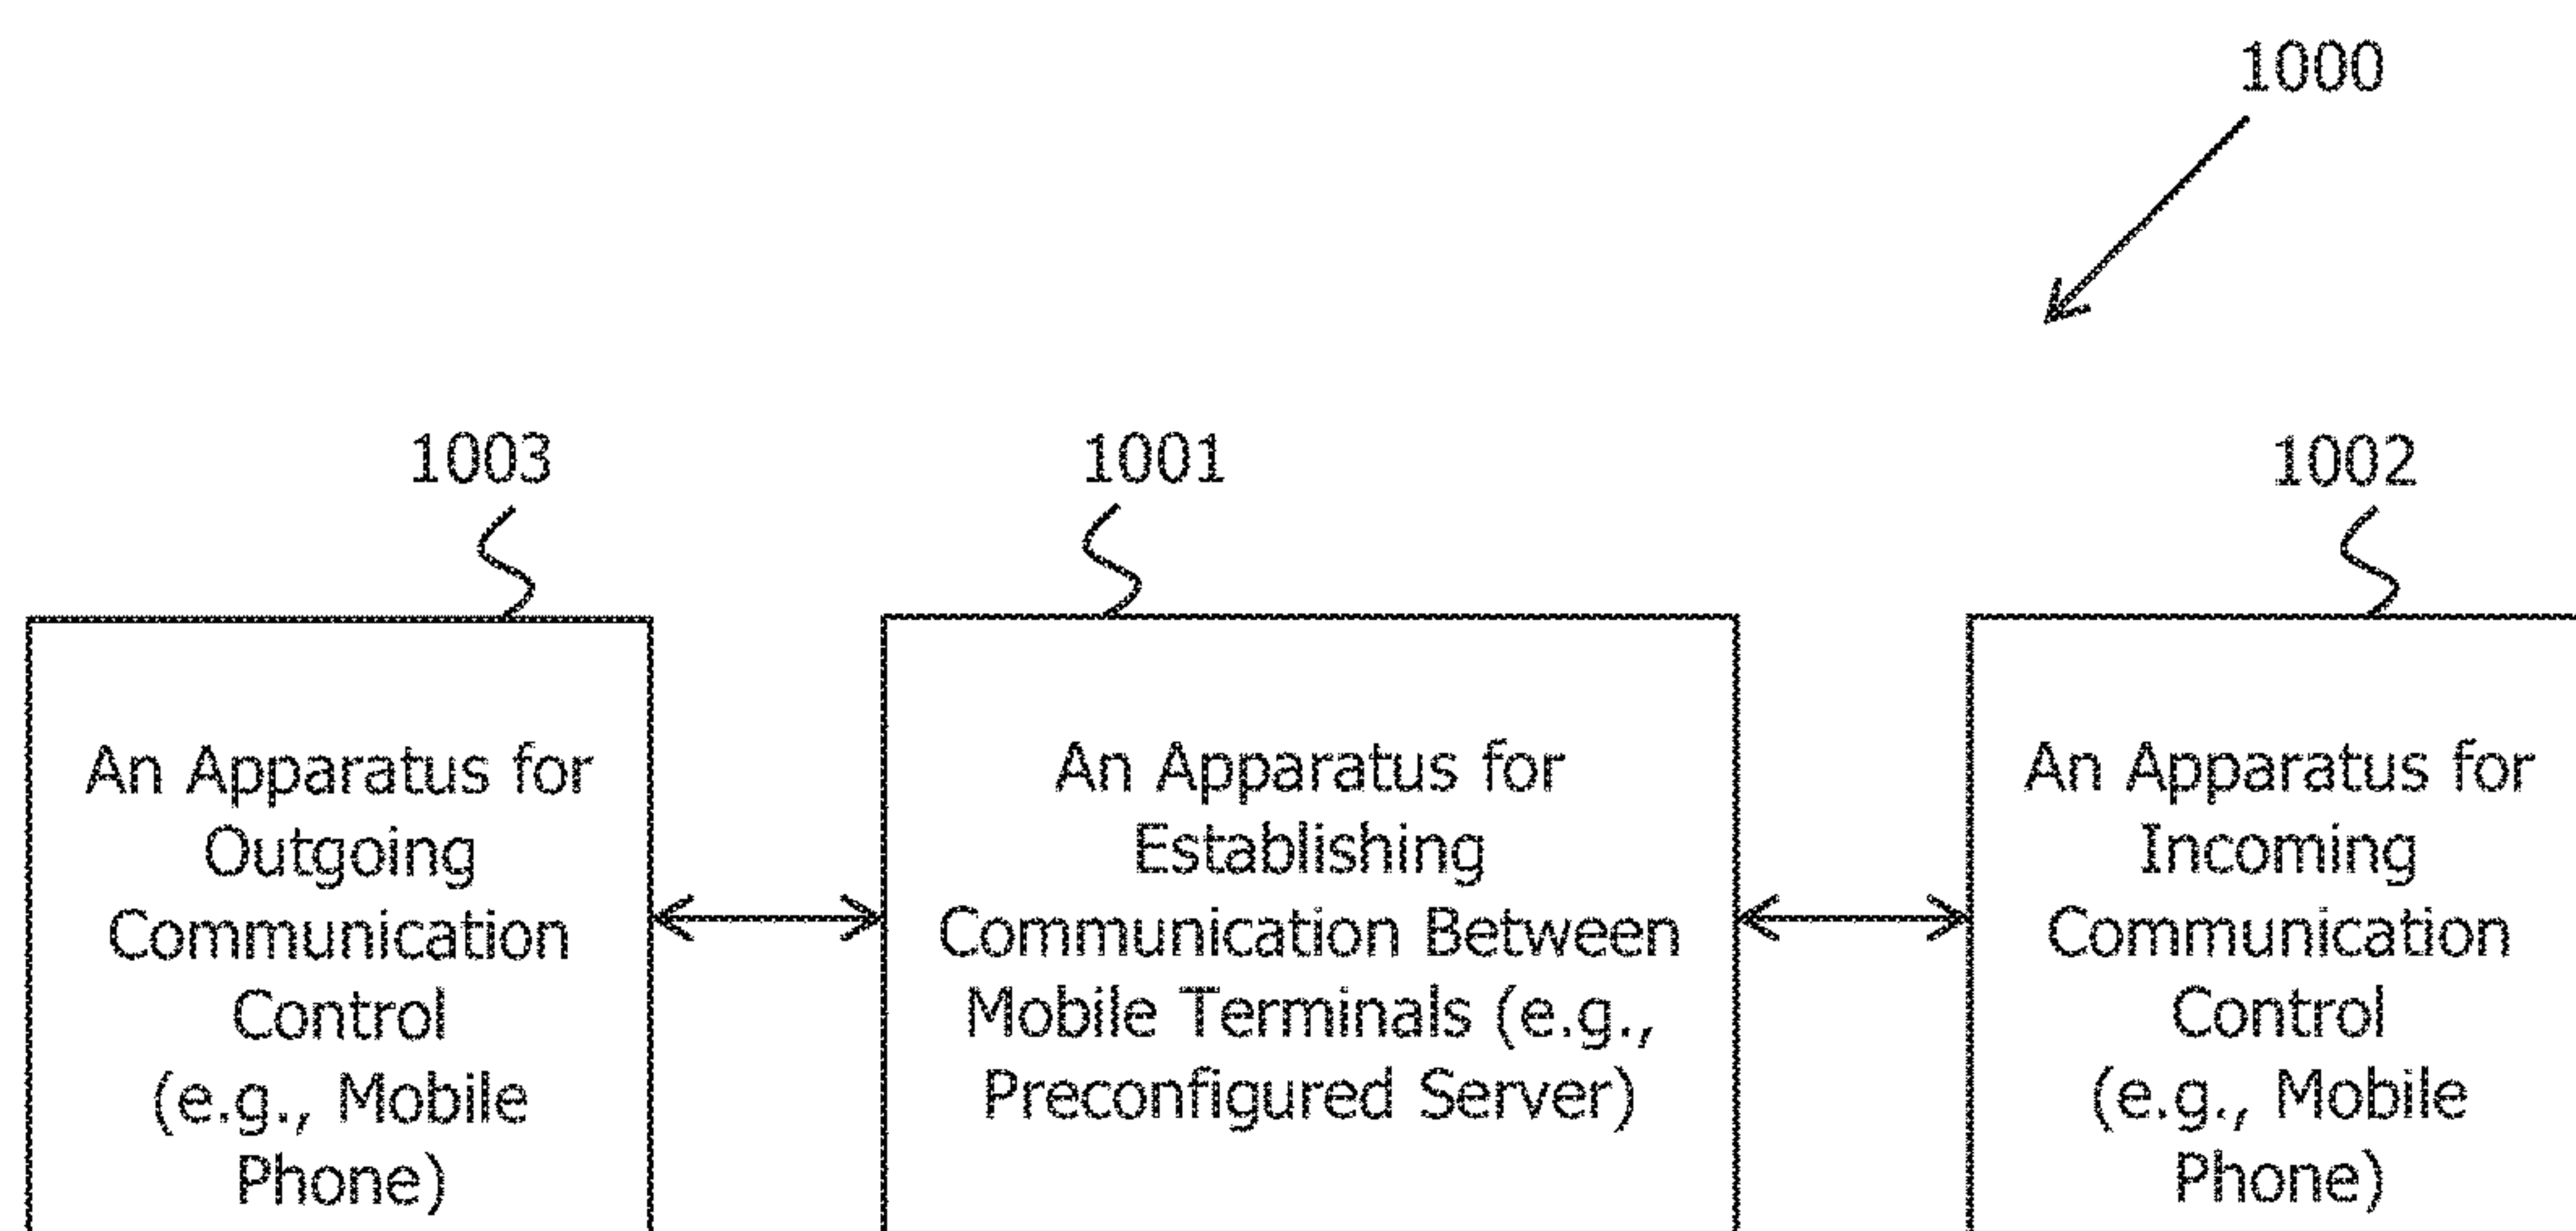 1000
1003
1001
1002
An Apparatus for
Outgoing
Communication
Control
(e.g., Mobile
Phone)
An Apparatus for
Establishing
Communication Between
Mobile Terminals (e.g.,
Preconfigured Server)
An Apparatus for
Incoming
Communication
Control
(e.g., Mobile
Phone)